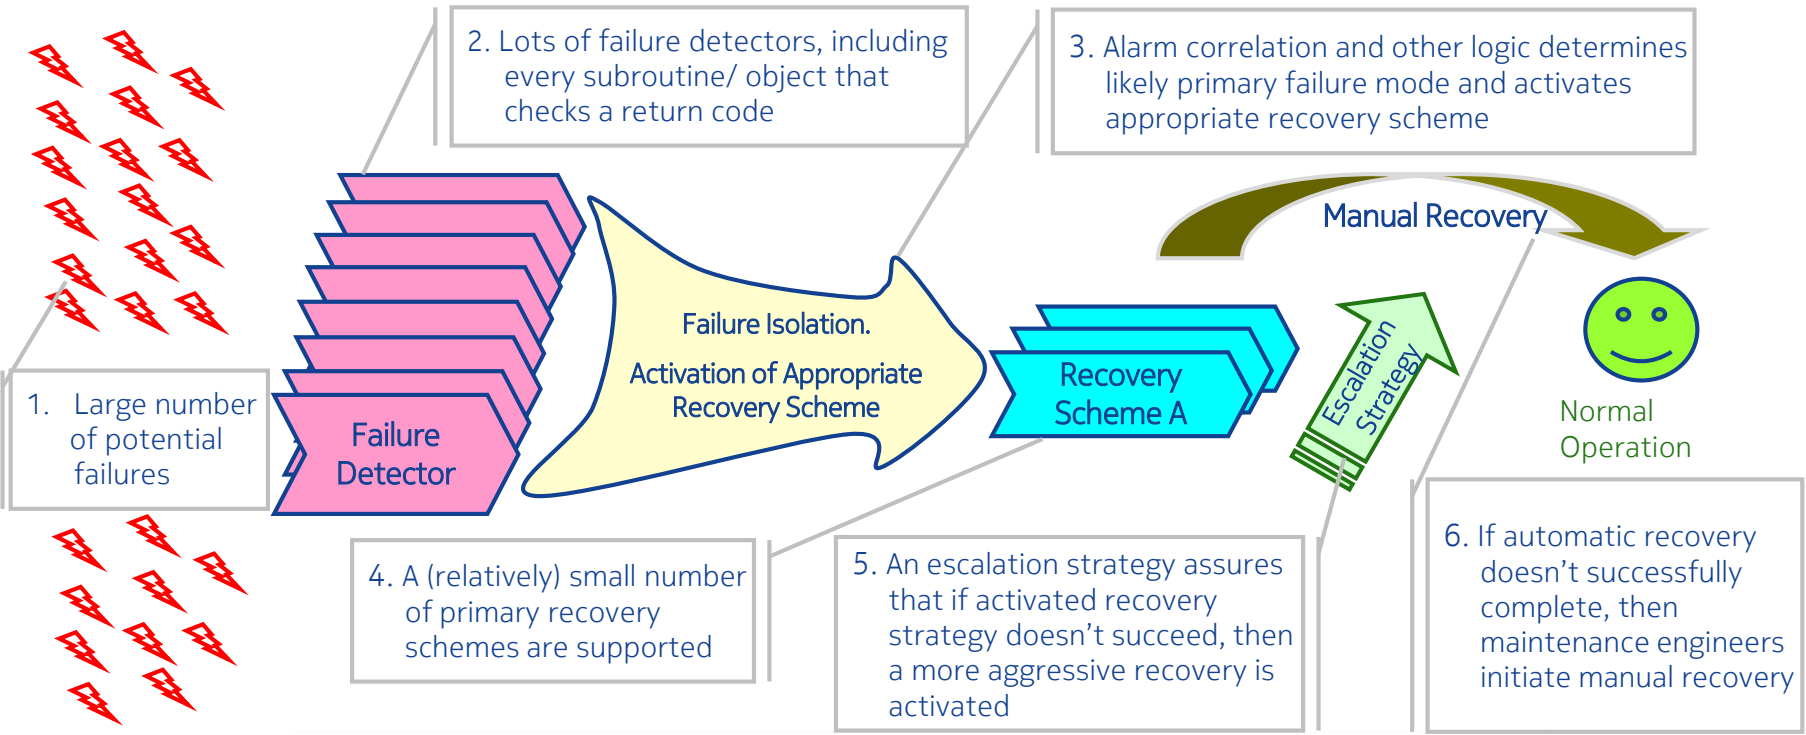 2. Lots of failure detectors, including
every subroutine/ object that
checks a return code
3. Alarm correlation and other logic determines
likely primary failure mode and activates
appropriate recovery scheme
Manual Recovery
Failure Isolation.
Activation of Appropriate
Recovery Scheme
Recovery
Scheme A
Escalation
Strategy
Normal
Operation
1. Large number
of potential
failures
Failure
Detector
4. A (relatively) small number
of primary recovery
schemes are supported
5. An escalation strategy assures
that if activated recovery
strategy doesn't succeed, then
a more aggressive recovery is
activated
6. If automatic recovery
doesn't successfully
complete, then
maintenance engineers
initiate manual recovery